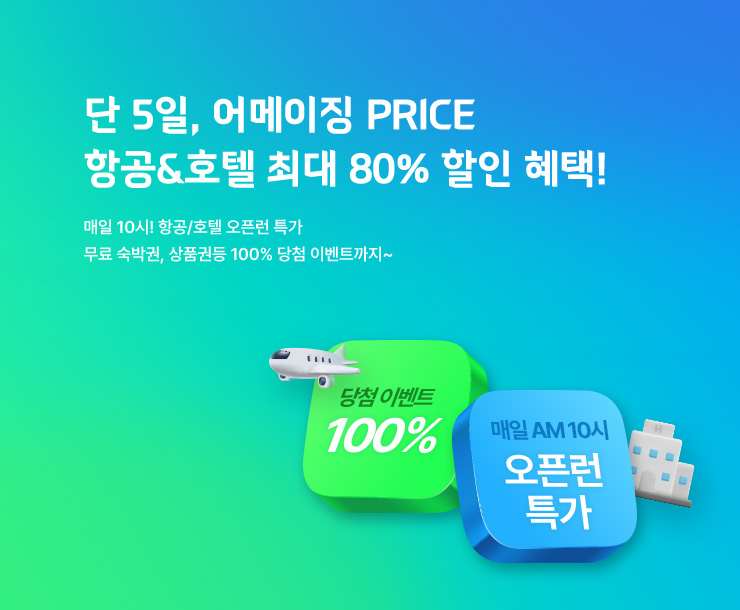 단 5일, 어메이징 PRICE
항공&호텔 최대 80% 할인 혜택!
매일 10시! 항공/호텔 오픈런 특가
무료 숙박권, 상품권등 100% 당첨 이벤트까지~
당첨 이벤트
100%
매일 AM 10시
오픈런
특가
H